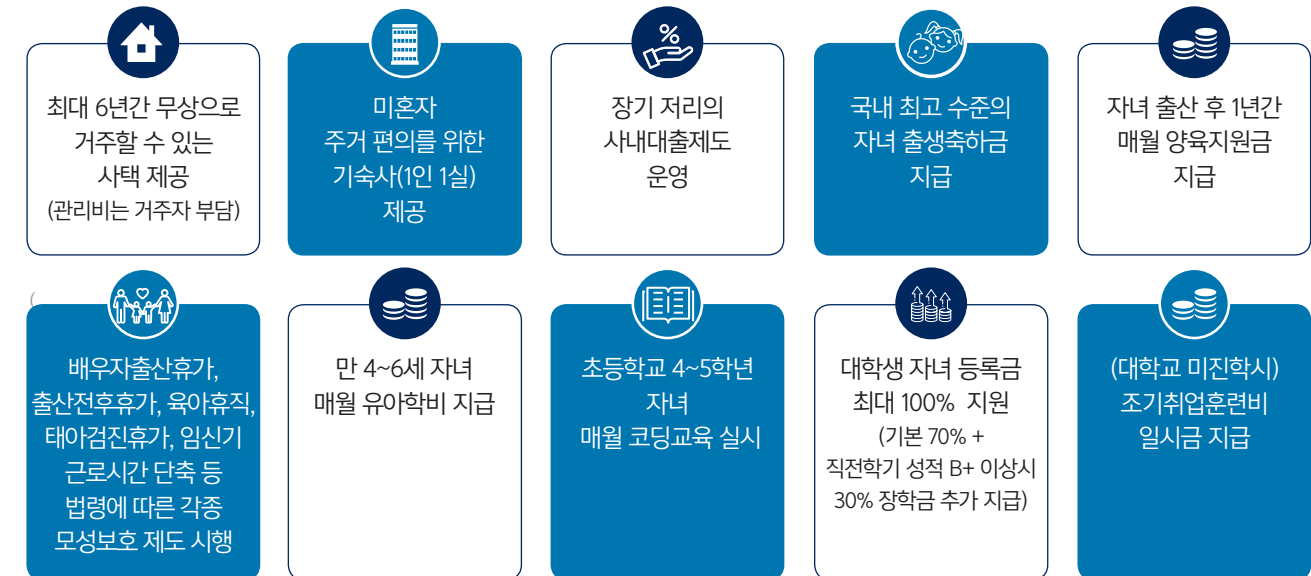 최대 6년간 무상으로
거주할 수 있는
사택 제공
(관리비는 거주자 부담)
미혼자
주거 편의를 위한
기숙사(1인 1실)
제공
%
장기 저리의
사내대출제도
운영
국내 최고 수준의
자녀 출생축하금
지급
자녀 출산 후 1년간
매월 양육지원금
지급
(
배우자출산휴가,
출산전후휴가, 육아휴직,
태아검진휴가, 임신기
근로시간 단축 등
법령에 따른 각종
모성보호 제도 시행
만 4~6세 자녀
매월 유아학비 지급
초등학교 4~5학년
자녀
매월 코딩교육 실시
대학생 자녀 등록금
최대 100% 지원
(기본 70% +
직전학기 성적 B+ 이상시
30% 장학금 추가 지급)
(대학교 미진학시)
조기취업훈련비
일시금 지급